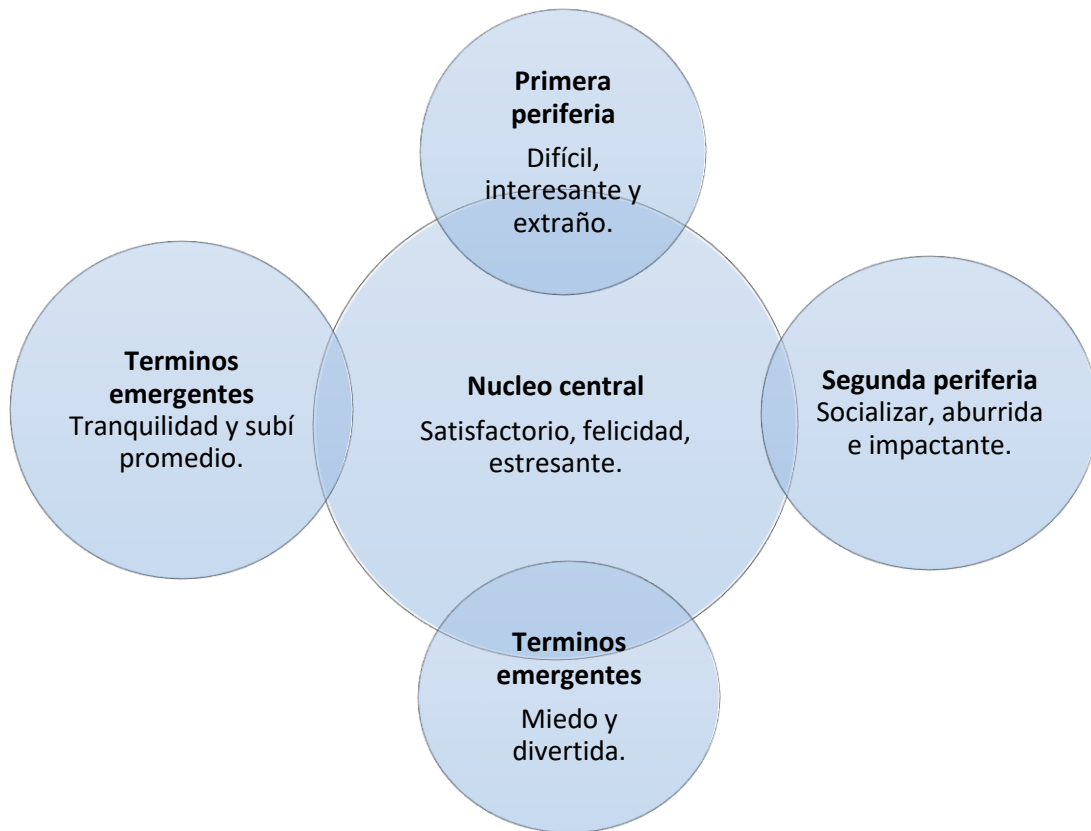 Primera
periferia
Difícil,
interesante y
extraño.
Terminos
emergentes
Tranquilidad y subí
promedio.
Nucleo central
Satisfactorio, felicidad,
estresante.
Segunda periferia
Socializar, aburrida
e impactante.
Terminos
emergentes
Miedo y
divertida.